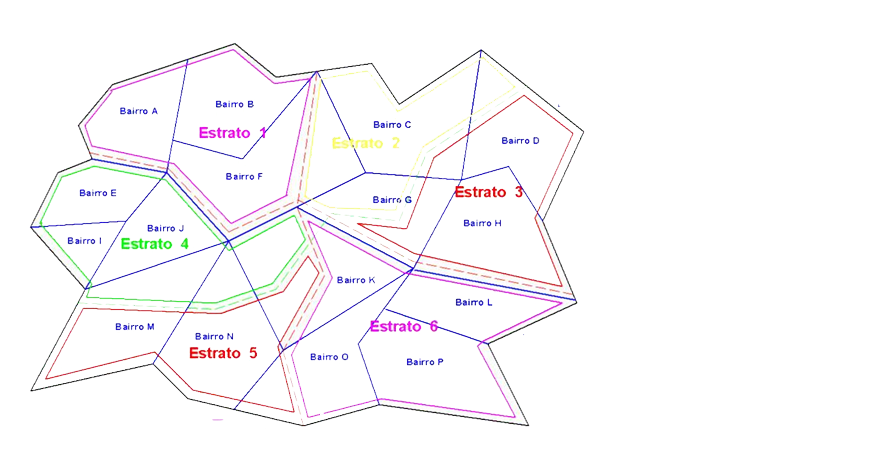 Bairro A
Bairro B
Estrato 1
Bairro C
Estrato 2
Bairro D
Bairro F
Bairro E
Bairro G
Estrato 3
Bairro H
Bairro J
Bairro I
Estrato 4
Bairro K
Bairro L
Bairro M
Estrato 6
Bairro N
Estrato 5
Bairro O
Bairro P